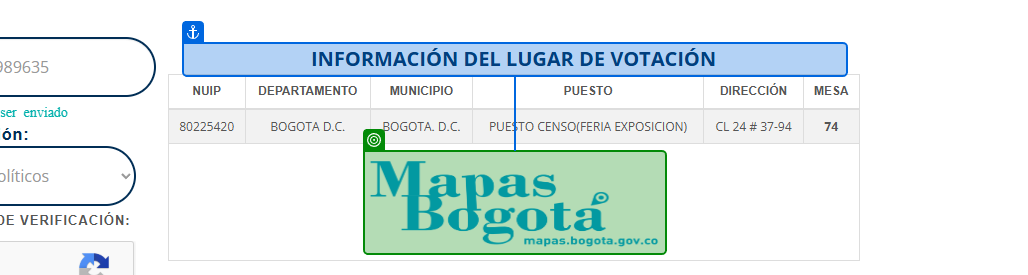 INFORMACIÓN DEL LUGAR DE VOTACIÓN
989635
ser enviado
ón:
olíticos
DE VERIFICACIÓN:
NUIP DEPARTAMENTO MUNICIPIO PUESTO DIRECCIÓN MESA
80225420 BOGOTA D.C. BOGOTA. D.C. PUESTO CENSO(FERIA EXPOSICION) CL 24 # 37-94 74
Mapas
Bogotá
mapas.bogota.gov.co